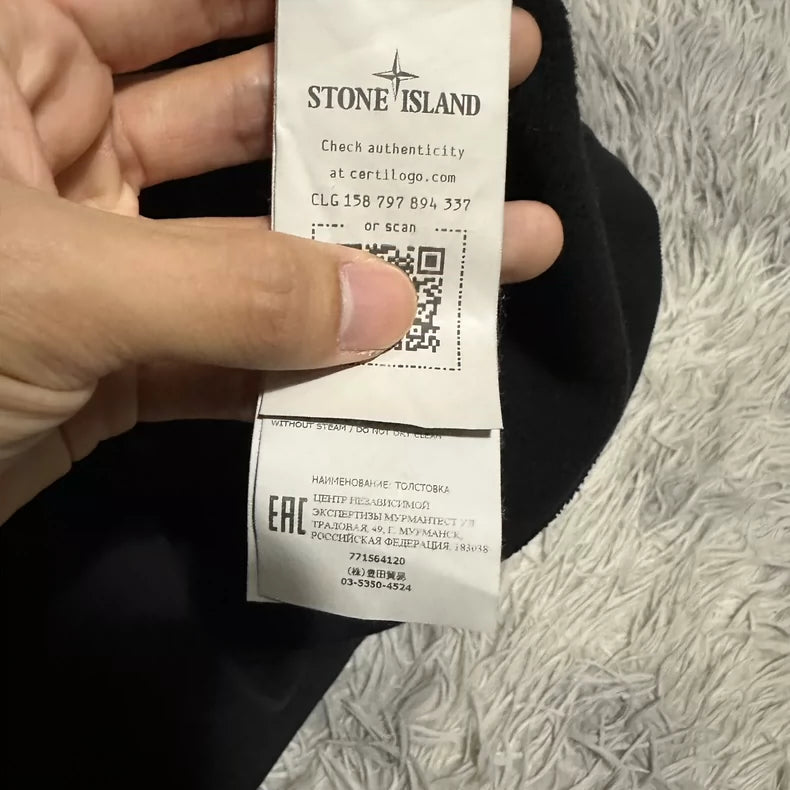 STONE ISLAND
Check authenticity
at certilogo.com
CLG 158 797 894 337
or scan
WITHOUT STEAM / DO NOT DRY CLEAN
НАИМЕНОВАНИЕ: ТОЛСТОВКА
EAC
ЦЕНТР НЕЗАВИСИМОЙ
ЭКСПЕРТИЗЫ МУРМАНТЕСТ УЛ
ТРАЛОВАЯ, 49, Г. МУРМАНСК,
РОССИЙСКАЯ ФЕДЕРАЦИЯ, 183038
771564120
(株)豊田貿易
03-5350-4524